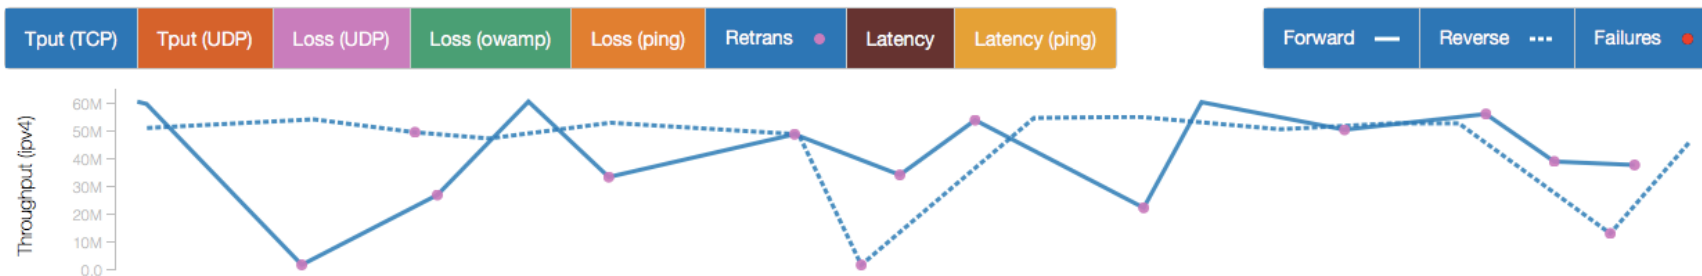 Tput (TCP) Tput (UDP) Loss (UDP) Loss (owamp) Loss (ping) Retrans Latency Latency (ping) Forward Reverse Failures
Throughput (ipv4)
60M
50M
40M
30M
20M
10M
0.0